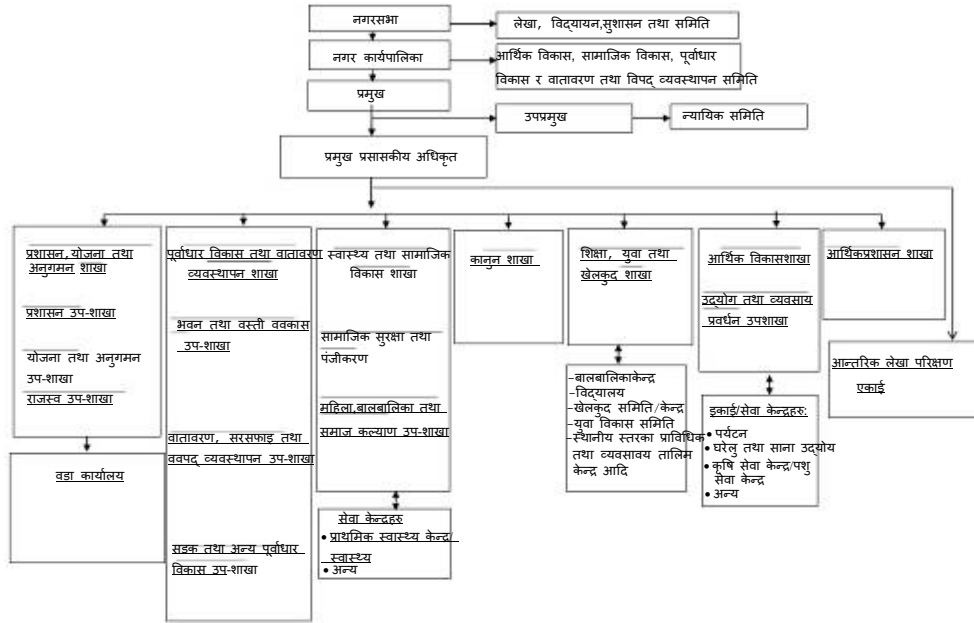 नगरसभा
लेखा, विद्यायन,सुशासन तथा समिति
नगर कार्यपालिका
आर्थिक विकास, सामाजिक विकास, पूर्वाधार
विकास र वातावरण तथा विपद् व्यवस्थापन समिति
प्रमुख
उपप्रमुख
न्यायिक समिति
प्रमुख प्रसासकीय अधिकृत
प्रशासन,योजना तथा
अनुगमन शाखा
प्रशासन उप-शाखा
योजना तथा अनुगमन
उप-शाखा
राजस्व उप-शाखा
वडा कार्यालय
पूर्वाधार विकास तथा वातावरण
व्यवस्थापन शाखा
भवन तथा वस्ती ववकास
उप-शाखा
वातावरण, सरसफाइ तथा
ववपद् व्यवस्थापन उप-शाखा
सडक तथा अन्य पूर्वाधार
विकास उप-शाखा
स्वास्थ्य तथा सामाजिक
विकास शाखा
सामाजिक सुरक्षा तथा
पंजीकरण
महिला,बालबालिका तथा
समाज कल्याण उप-शाखा
सेवा केन्द्रहरु
• प्राथमिक स्वास्थ्य केन्द्र/
स्वास्थ्य
• अन्य
कानुन शाखा
शिक्षा, युवा तथा
खेलकुद शाखा
-बालबालिकाकेन्द्र
-विद्यालय
-खेलकुद समिति/केन्द्र
-युवा विकास समिति
-स्थानीय स्तरका प्राविधिक
तथा व्यवसावय तालिम
केन्द्र आदि
आर्थिक विकासशाखा
उद्योग तथा व्यवसाय
प्रवर्धन उपशाखा
इकाई/सेवा केन्द्रहरु:
• पर्यटन
• घरेलु तथा साना उद्योय
• कृषि सेवा केन्द्र/पशु
सेवा केन्द्र
• अन्य
आर्थिकप्रशासन शाखा
आन्तरिक लेखा परिक्षण
एकाई